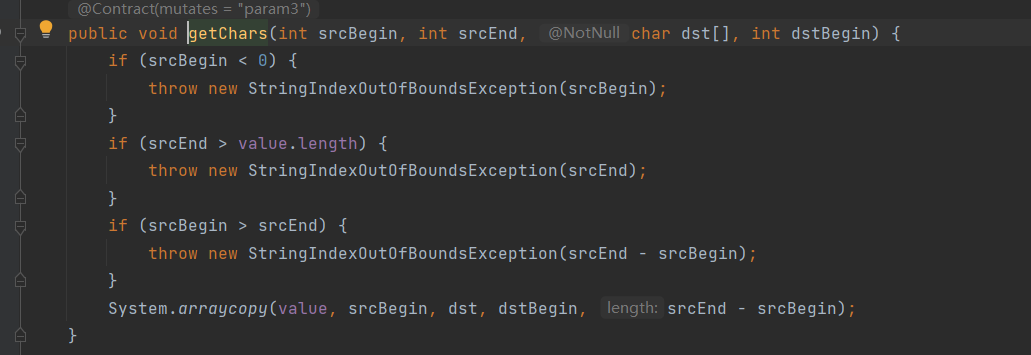 @Contract(mutates = "param3")
public void getChars(int srcBegin, int srcEnd, @NotNull char dst[], int dstBegin) {
if (srcBegin < 0) {
throw new StringIndexOutOfBoundsException(srcBegin);
}
if (srcEnd > value.length) {
throw new StringIndexOutOfBoundsException(srcEnd);
}
if (srcBegin > srcEnd) {
throw new StringIndexOutOfBoundsException(srcEnd - srcBegin);
}
System.arraycopy(value, srcBegin, dst, dstBegin, length: srcEnd - srcBegin);
}